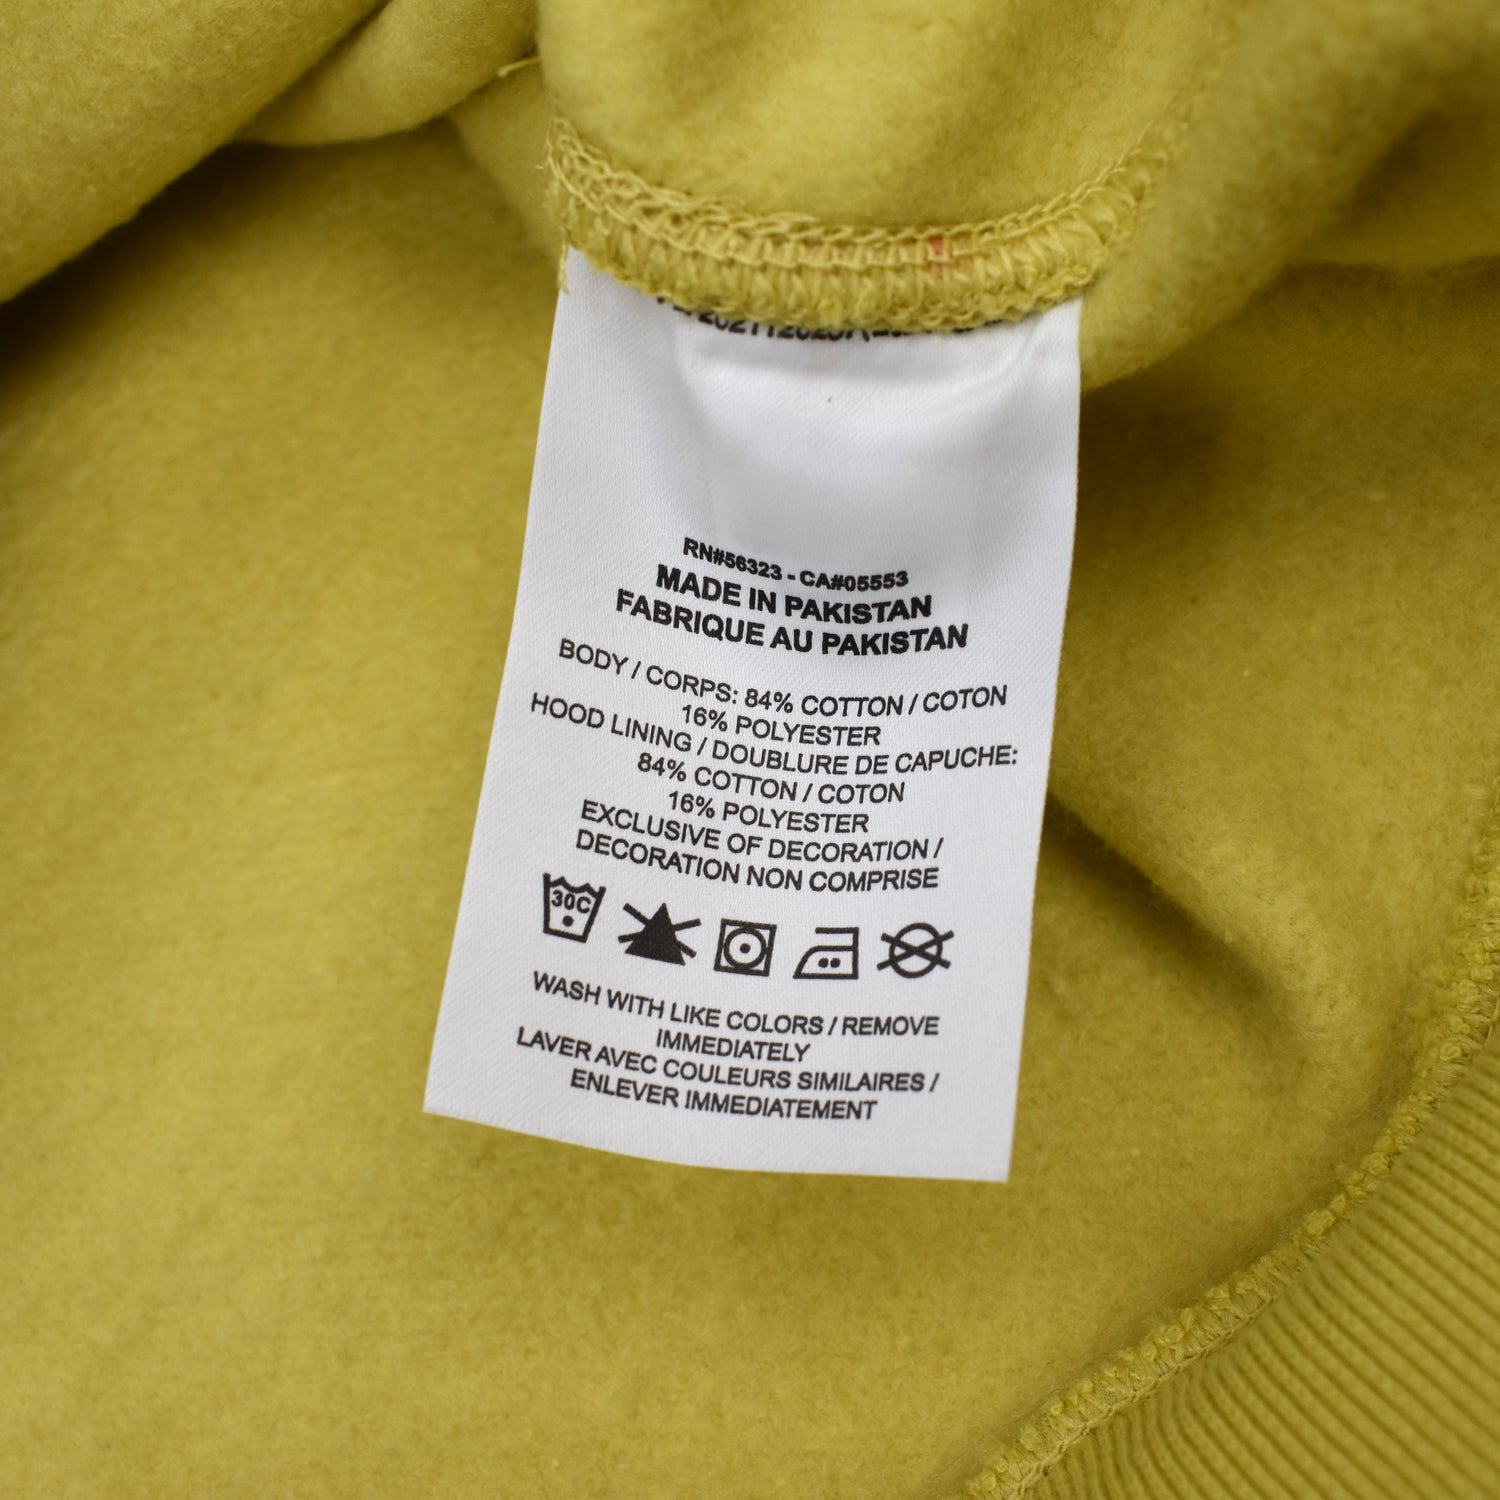 RN#56323 - CA#05553
MADE IN PAKISTAN
FABRIQUE AU PAKISTAN
BODY / CORPS: 84% COTTON / COTON
16% POLYESTER
HOOD LINING / DOUBLURE DE CAPUCHE:
84% COTTON / COTON
16% POLYESTER
EXCLUSIVE OF DECORATION /
DECORATION NON COMPRISE
30C
WASH WITH LIKE COLORS / REMOVE
IMMEDIATELY
LAVER AVEC COULEURS SIMILAIRES /
ENLEVER IMMEDIATEMENT